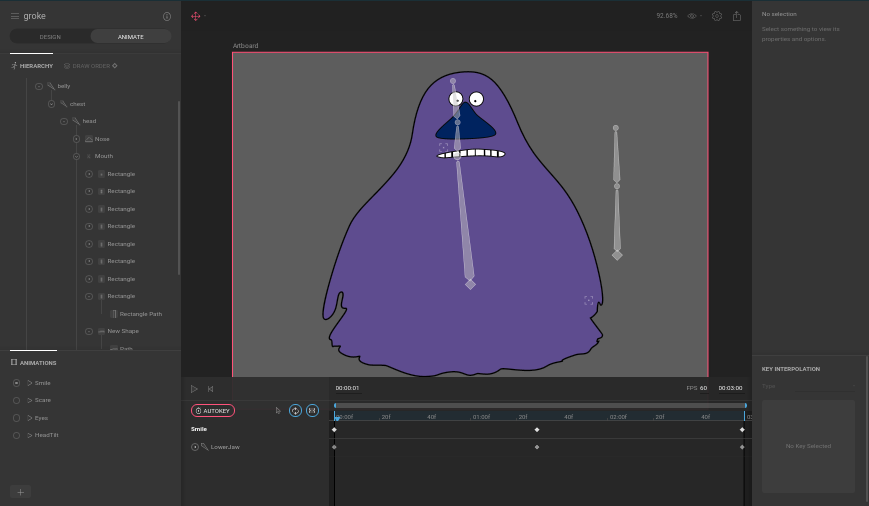 groke
DESIGN
ANIMATE
HIERARCHY
DRAW ORDER
belly
chest
head
Nose
Mouth
Rectangle
Rectangle
Rectangle
Rectangle
Rectangle
Rectangle
Rectangle
Rectangle
Rectangle Path
New Shape
Path
ANIMATIONS
Smile
Scare
Eyes
HeadTilt
92.68%
Artboard
00:00:01
FPS 60
00:03:00
AUTOKEY
00:00f
20f
40f
01:00f
20f
40f
02:00f
20f
40f
Smile
LowerJaw
No selection
Select something to view its
properties and options.
KEY INTERPOLATION
Type
No Key Selected